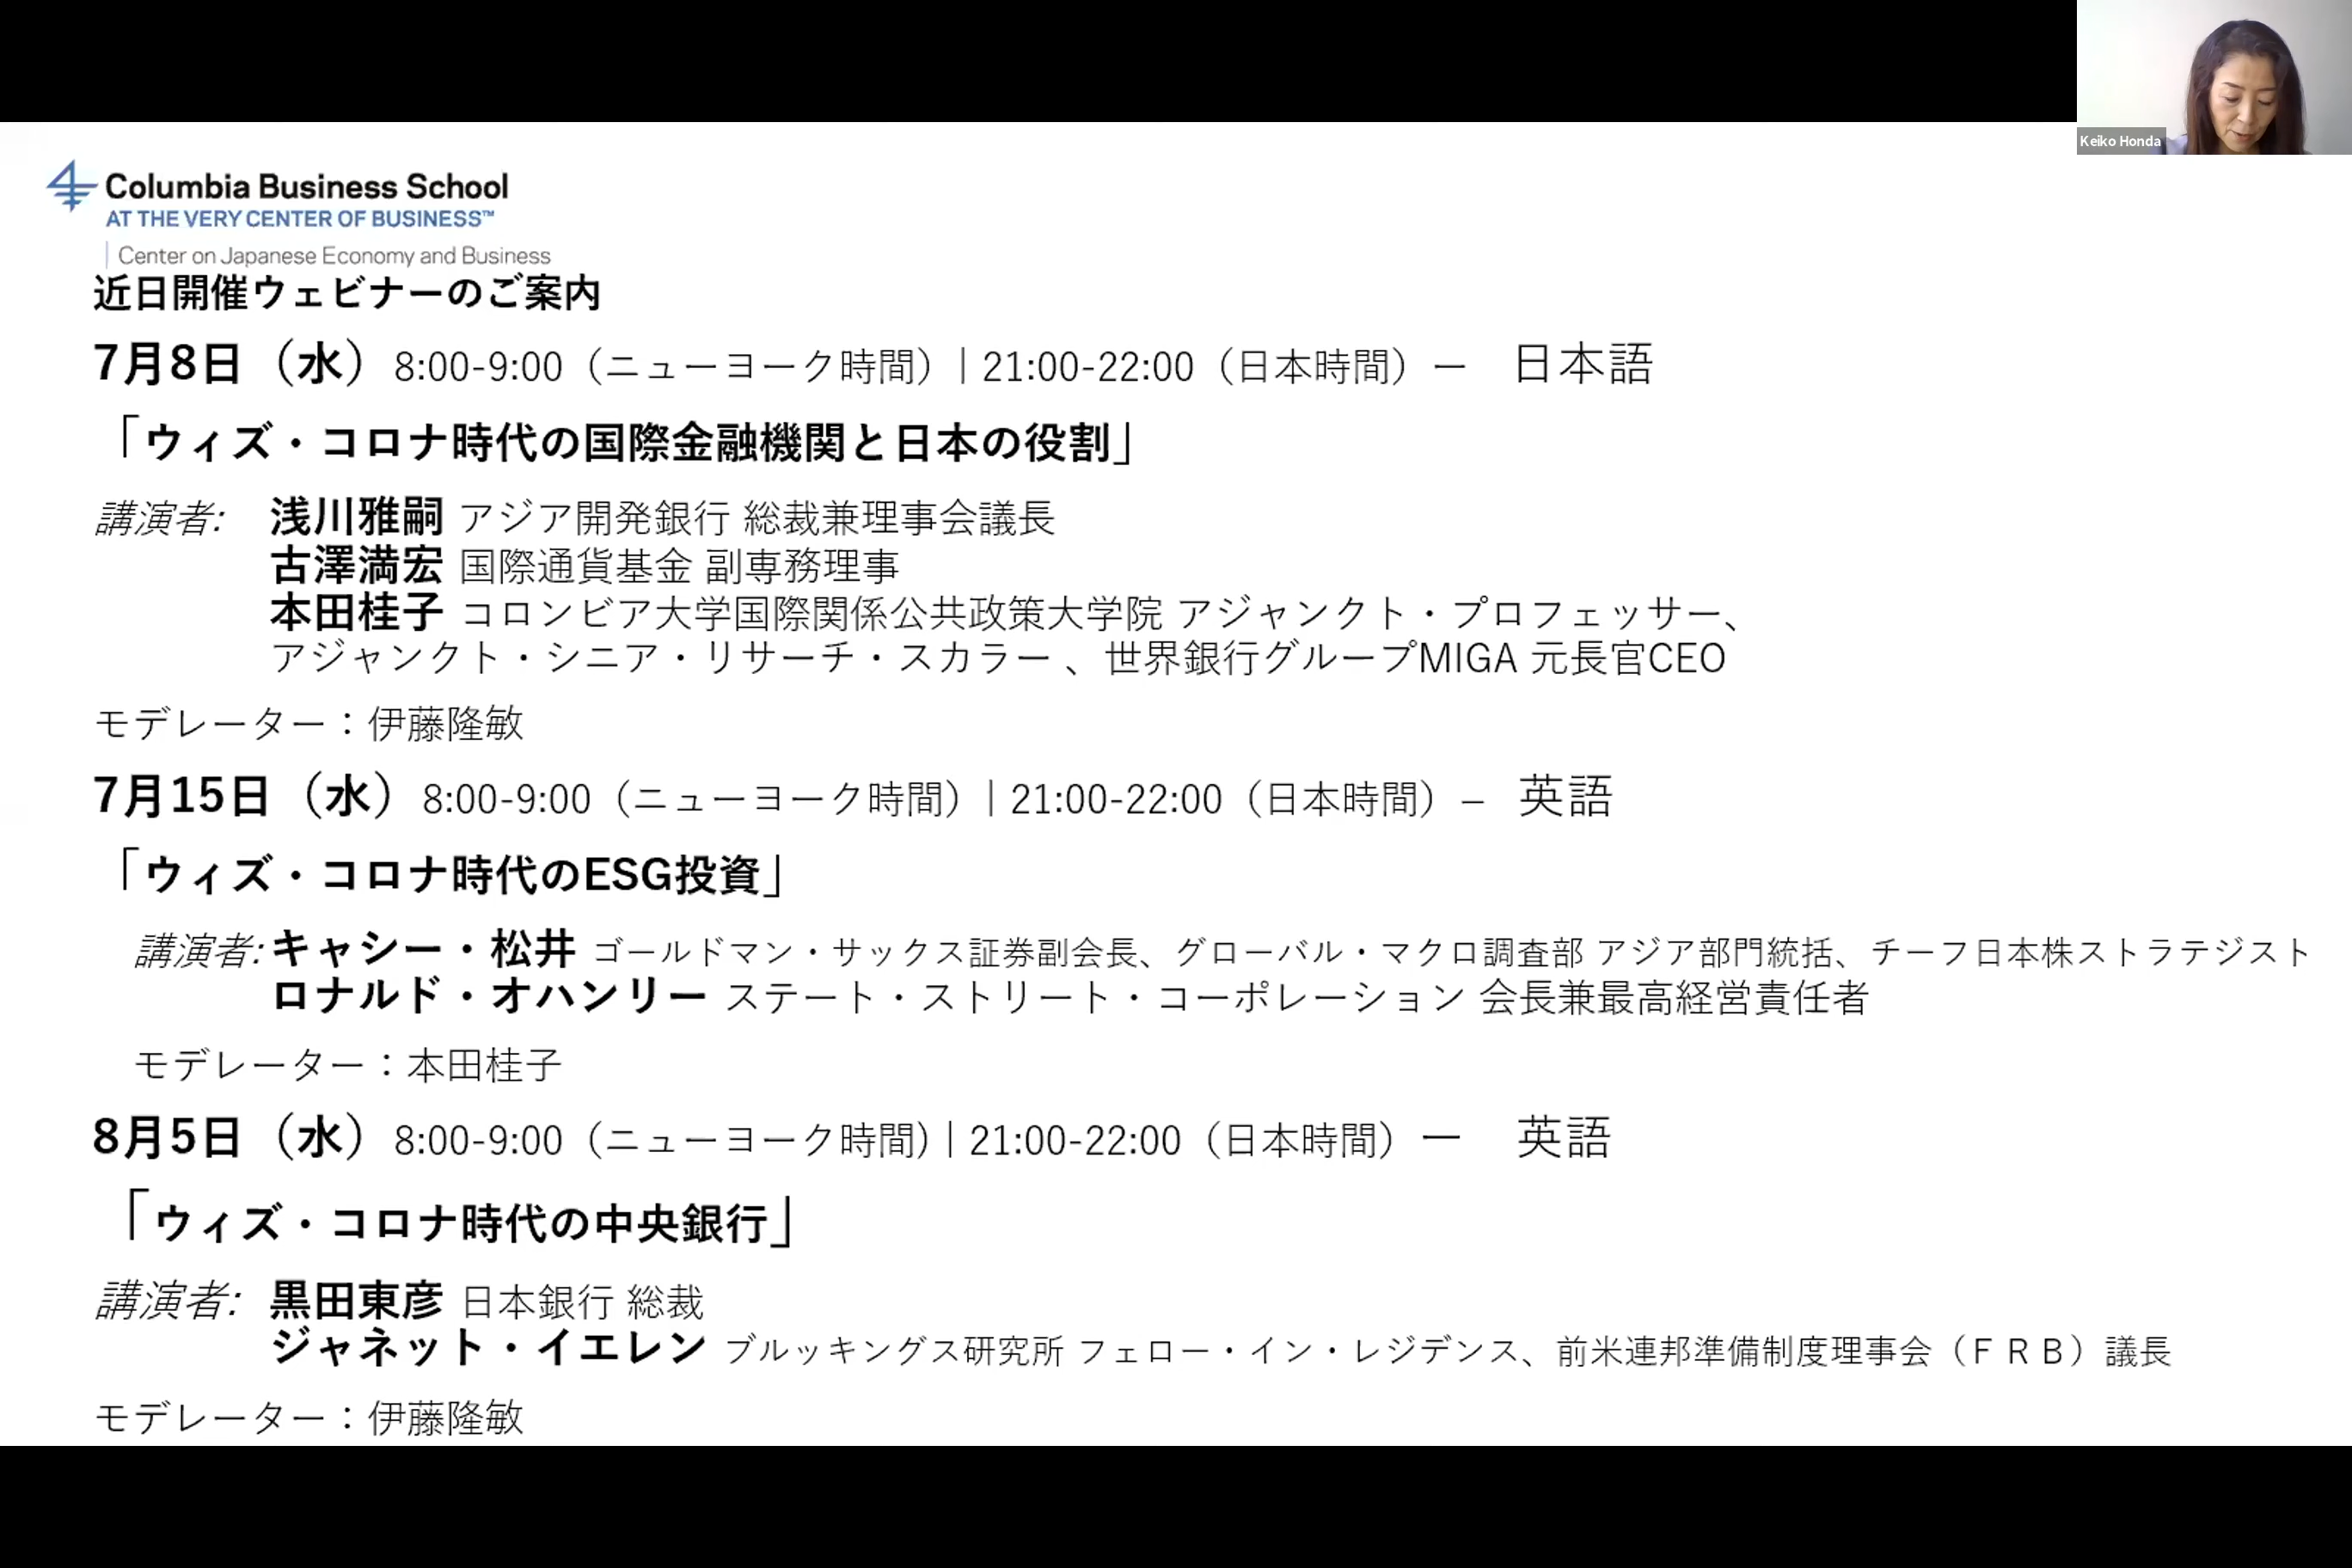 Keiko Honda
Columbia Business School
AT THE VERY CENTER OF BUSINESS™
Center on Japanese Economy and Business
近日開催ウェビナーのご案内
7月8日（水）8:00-9:00（ニューヨーク時間）| 21:00-22:00（日本時間）－　日本語
「ウィズ・コロナ時代の国際金融機関と日本の役割」
講演者:　浅川雅嗣 アジア開発銀行 総裁兼理事会議長
古澤満宏 国際通貨基金 副専務理事
本田桂子 コロンビア大学国際関係公共政策大学院 アジャンクト・プロフェッサー、
アジャンクト・シニア・リサーチ・スカラー 、世界銀行グループMIGA 元長官CEO
モデレーター：伊藤隆敏
7月15日（水）8:00-9:00（ニューヨーク時間）| 21:00-22:00（日本時間）–　英語
「ウィズ・コロナ時代のESG投資」
講演者:キャシー・松井 ゴールドマン・サックス証券副会長、グローバル・マクロ調査部 アジア部門統括、チーフ日本株ストラテジスト
ロナルド・オハンリー ステート・ストリート・コーポレーション 会長兼最高経営責任者
モデレーター：本田桂子
8月5日（水）8:00-9:00（ニューヨーク時間) | 21:00-22:00（日本時間）ー　英語
「ウィズ・コロナ時代の中央銀行」
講演者:　黒田東彦 日本銀行 総裁
ジャネット・イエレン ブルッキングス研究所 フェロー・イン・レジデンス、前米連邦準備制度理事会（ＦＲＢ）議長
モデレーター：伊藤隆敏